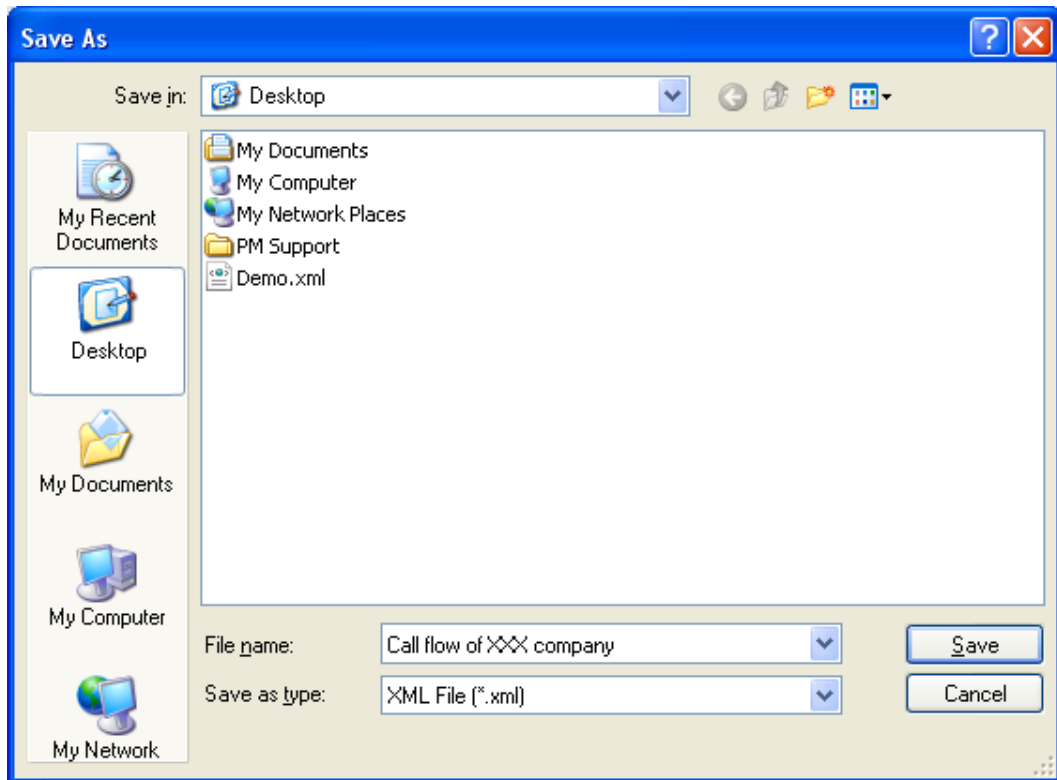 Save As
Save in:
Desktop
My Recent
Documents
Desktop
My Documents
My Computer
My Network
My Documents
My Computer
My Network Places
PM Support
Demo.xml
File name:
Call flow of XXX company
Save
Save as type:
XML File (*.xml)
Cancel